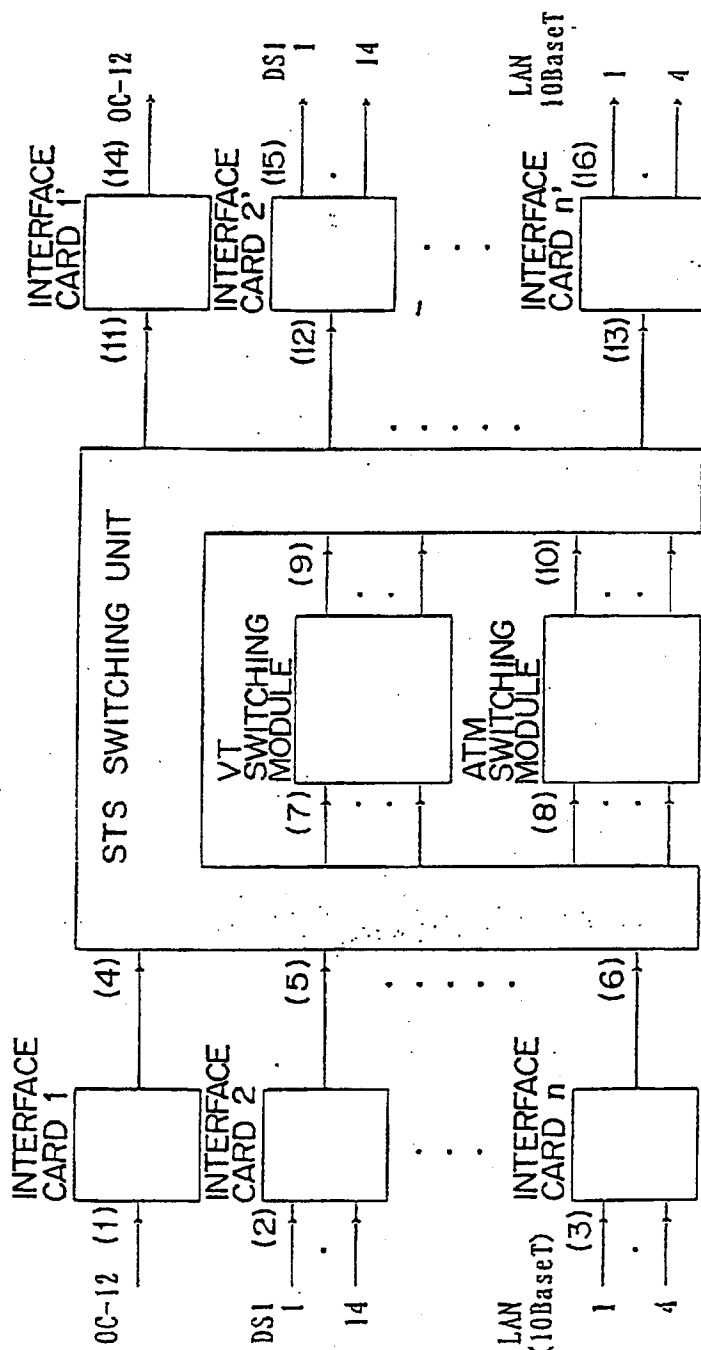 OC-12
(1)
INTERFACE
CARD 1
(4)
DS1
1
14
(2)
INTERFACE
CARD 2
(5)
LAN
(10BaseT)
1
4
(3)
INTERFACE
CARD n
(6)
STS SWITCHING UNIT
(7)
VT
SWITCHING
MODULE
(9)
(8)
ATM
SWITCHING
MODULE
(10)
(11)
INTERFACE
CARD 1'
(14)
OC-12
(12)
INTERFACE
CARD 2'
(15)
DS1
1
14
(13)
INTERFACE
CARD n'
(16)
LAN
10BaseT
1
4